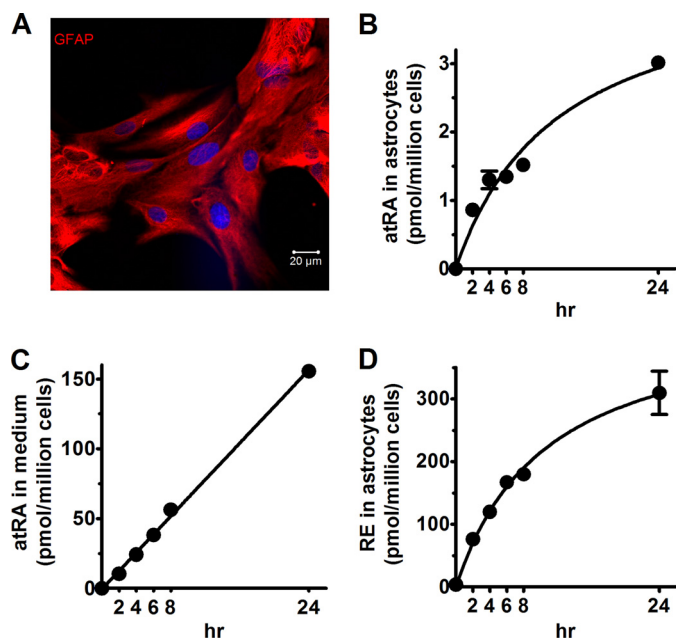 A
GFAP
20 μm
B
atRA in astrocytes
(pmol/million cells)
3
2
1
0
2 4 6 8 24
hr
C
atRA in medium
(pmol/million cells)
150
100
50
0
2 4 6 8 24
hr
D
RE in astrocytes
(pmol/million cells)
300
200
100
0
2 4 6 8 24
hr